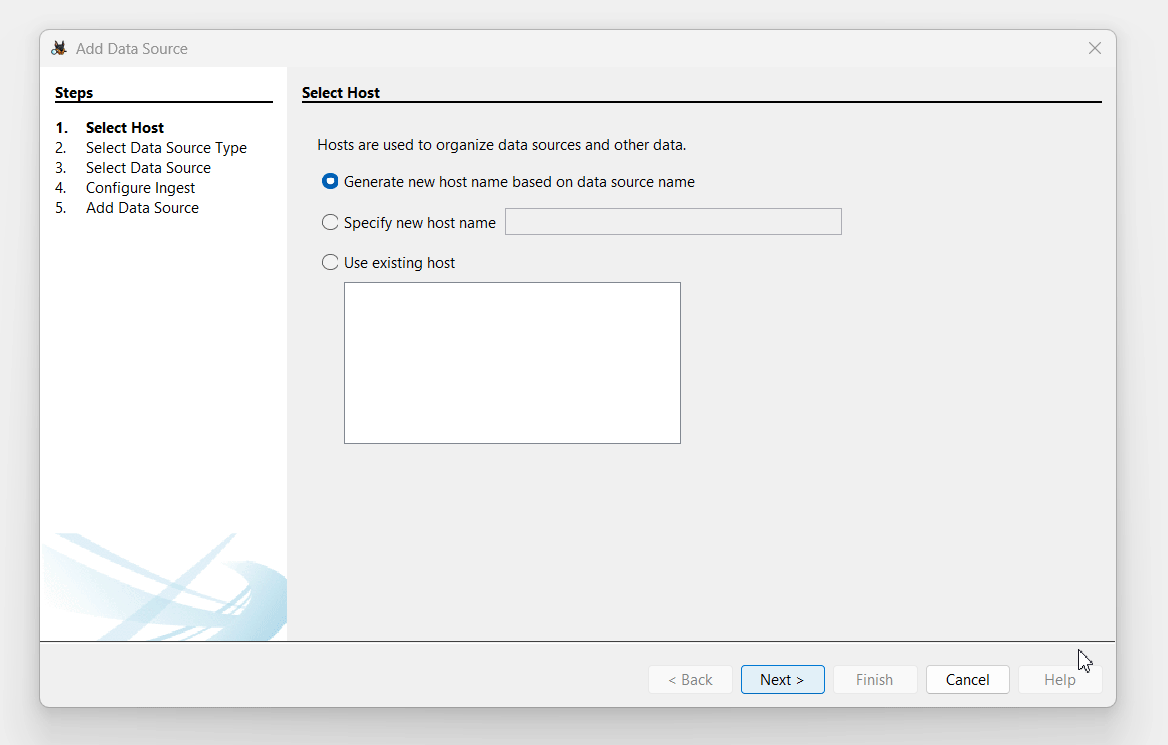 Add Data Source
Steps
1. Select Host
2. Select Data Source Type
3. Select Data Source
4. Configure Ingest
5. Add Data Source
Select Host
Hosts are used to organize data sources and other data.
Generate new host name based on data source name
Specify new host name
Use existing host
< Back Next > Finish Cancel Help